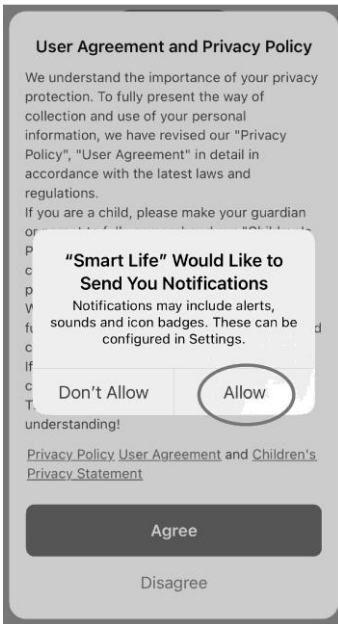 User Agreement and Privacy Policy
We understand the importance of your privacy
protection. To fully present the way of
collection and use of your personal
information, we have revised our "Privacy
Policy", "User Agreement" in detail in
accordance with the latest laws and
regulations.
If you are a child, please make your guardian
“Smart Life” Would Like to
Send You Notifications
Notifications may include alerts,
sounds and icon badges. These can be
configured in Settings.
Don't Allow
Allow
understanding!
Privacy Policy User Agreement and Children's
Privacy Statement
Agree
Disagree